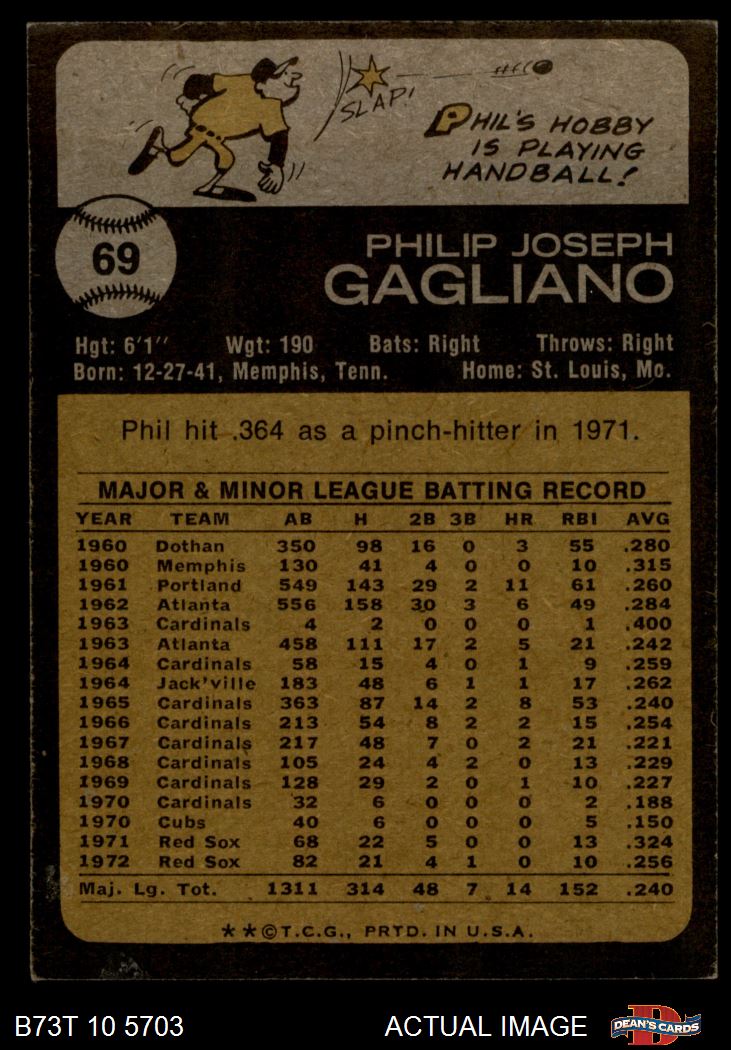 SLAP!
PHIL'S HOBBY
IS PLAYING
HANDBALL!
69
PHILIP JOSEPH
GAGLIANO
Hgt: 6'1" Wgt: 190 Bats: Right Throws: Right
Born: 12-27-41, Memphis, Tenn. Home: St. Louis, Mo.
Phil hit .364 as a pinch-hitter in 1971.
MAJOR & MINOR LEAGUE BATTING RECORD
YEAR TEAM AB H 2B 3B HR RBI AVG
1960 Dothan 350 98 16 0 3 55 .280
1960 Memphis 130 41 4 0 0 10 .315
1961 Portland 549 143 29 2 11 61 .260
1962 Atlanta 556 158 30 3 6 49 .284
1963 Cardinals 4 2 0 0 0 1 .400
1963 Atlanta 458 111 17 2 5 21 .242
1964 Cardinals 58 15 4 0 1 9 .259
1964 Jack'ville 183 48 6 1 1 17 .262
1965 Cardinals 363 87 14 2 8 53 .240
1966 Cardinals 213 54 8 2 2 15 .254
1967 Cardinals 217 48 7 0 2 21 .221
1968 Cardinals 105 24 4 2 0 13 .229
1969 Cardinals 128 29 2 0 1 10 .227
1970 Cardinals 32 6 0 0 0 2 .188
1970 Cubs 40 6 0 0 0 5 .150
1971 Red Sox 68 22 5 0 0 13 .324
1972 Red Sox 82 21 4 1 0 10 .256
Maj. Lg. Tot. 1311 314 48 7 14 152 .240
**©T.C.G., PRTD. IN U.S.A.
B73T 10 5703 ACTUAL IMAGE D DEAN'S CARDS